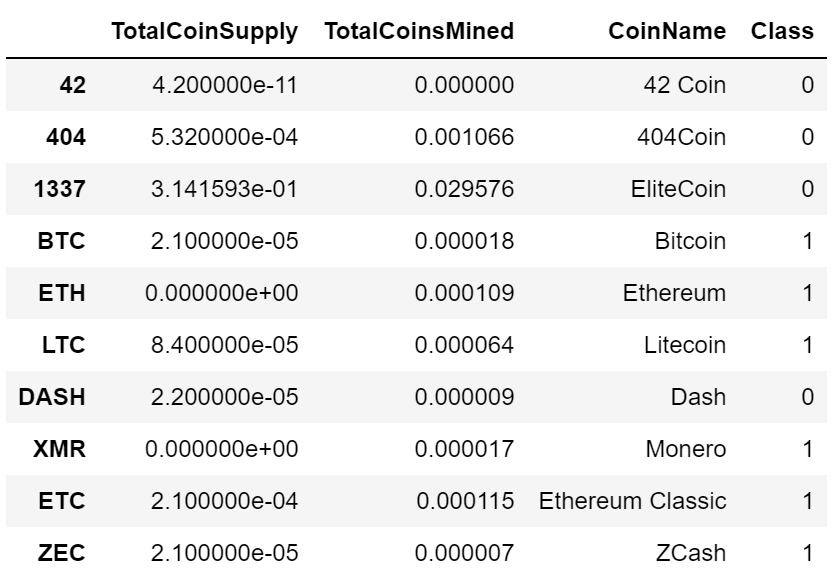 TotalCoinSupply TotalCoinsMined CoinName Class
42 4.200000e-11 0.000000 42 Coin 0
404 5.320000e-04 0.001066 404Coin 0
1337 3.141593e-01 0.029576 EliteCoin 0
BTC 2.100000e-05 0.000018 Bitcoin 1
ETH 0.000000e+00 0.000109 Ethereum 1
LTC 8.400000e-05 0.000064 Litecoin 1
DASH 2.200000e-05 0.000009 Dash 0
XMR 0.000000e+00 0.000017 Monero 1
ETC 2.100000e-04 0.000115 Ethereum Classic 1
ZEC 2.100000e-05 0.000007 ZCash 1